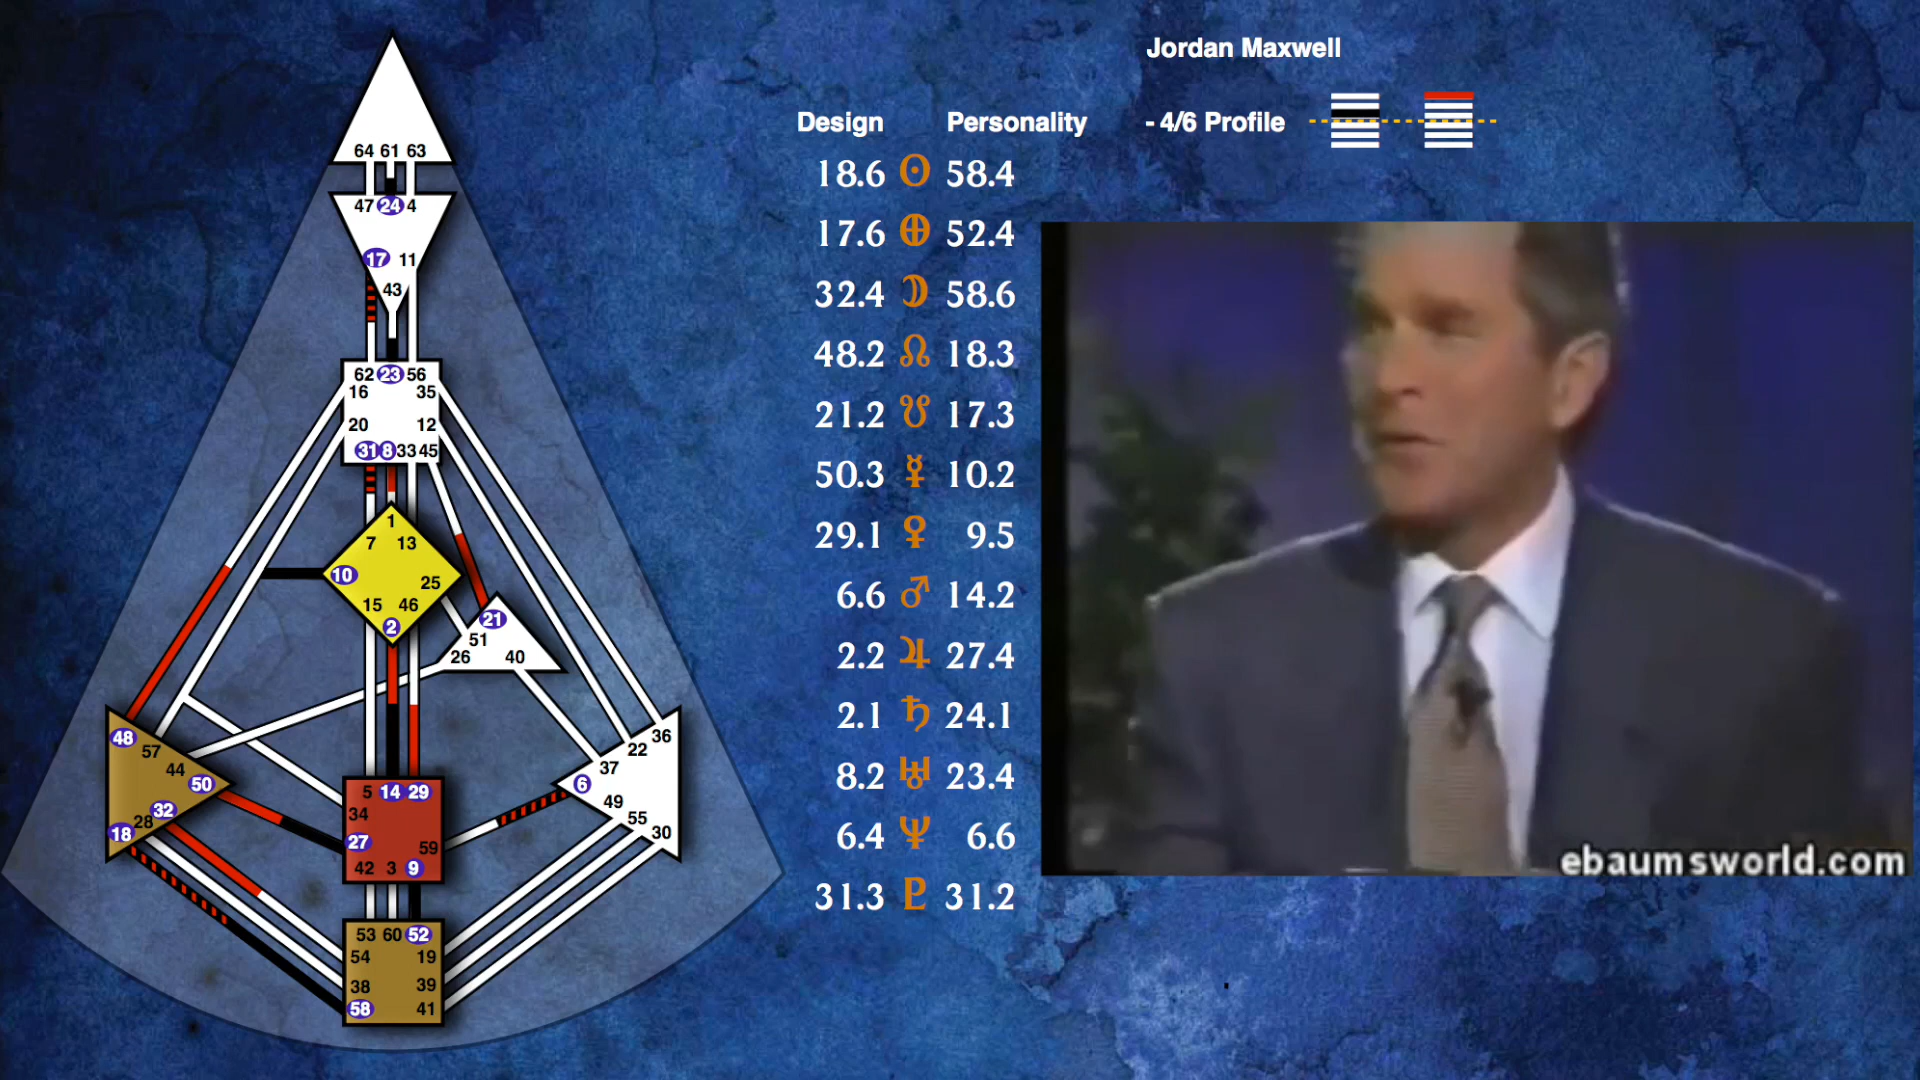 Jordan Maxwell
- 4/6 Profile
Design Personality
18.6 ☉ 58.4
17.6 ⊕ 52.4
32.4 ☽ 58.6
48.2 ☊ 18.3
21.2 ☋ 17.3
50.3 ☿ 10.2
29.1 ♀ 9.5
6.6 ♂ 14.2
2.2 ♃ 27.4
2.1 ♄ 24.1
8.2 ♅ 23.4
6.4 ♆ 6.6
31.3 ♇ 31.2
64 61 63
47 24 4
17 11
43
62 23 56
16 35
20 12
31 8 33 45
1
7 13
10 25
15 46
2
21
51
26 40
48
57
44
50
32
28
18
36
22
37
6
49
55
30
5 14 29
34
27 59
42 3 9
53 60 52
54 19
38 39
58 41
ebaumsworld.com